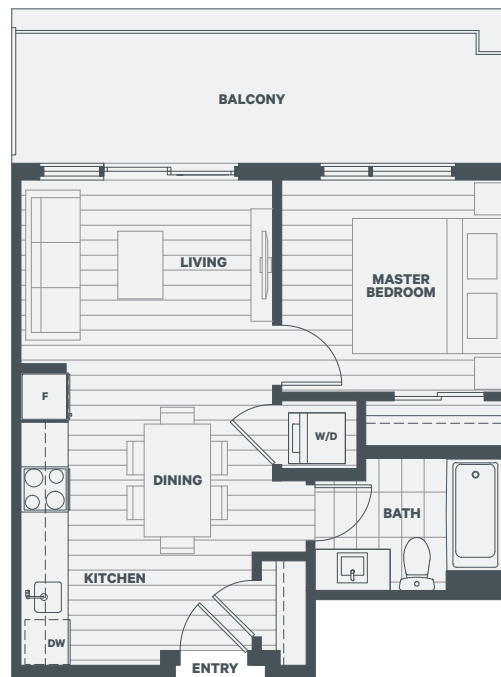 BALCONY
LIVING
MASTER
BEDROOM
F
W/D
DINING
BATH
KITCHEN
DW
ENTRY